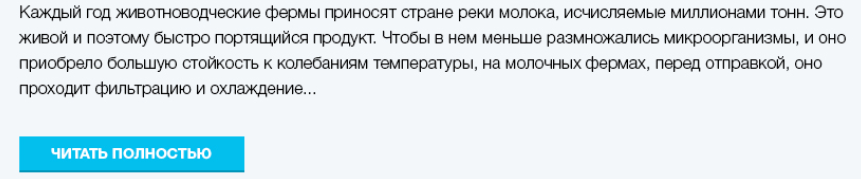 Каждый год животноводческие фермы приносят стране реки молока, исчисляемые миллионами тонн. Это
живой и поэтому быстро портящийся продукт. Чтобы в нем меньше размножались микроорганизмы, и оно
приобрело большую стойкость к колебаниям температуры, на молочных фермах, перед отправкой, оно
проходит фильтрацию и охлаждение...
ЧИТАТЬ ПОЛНОСТЬЮ